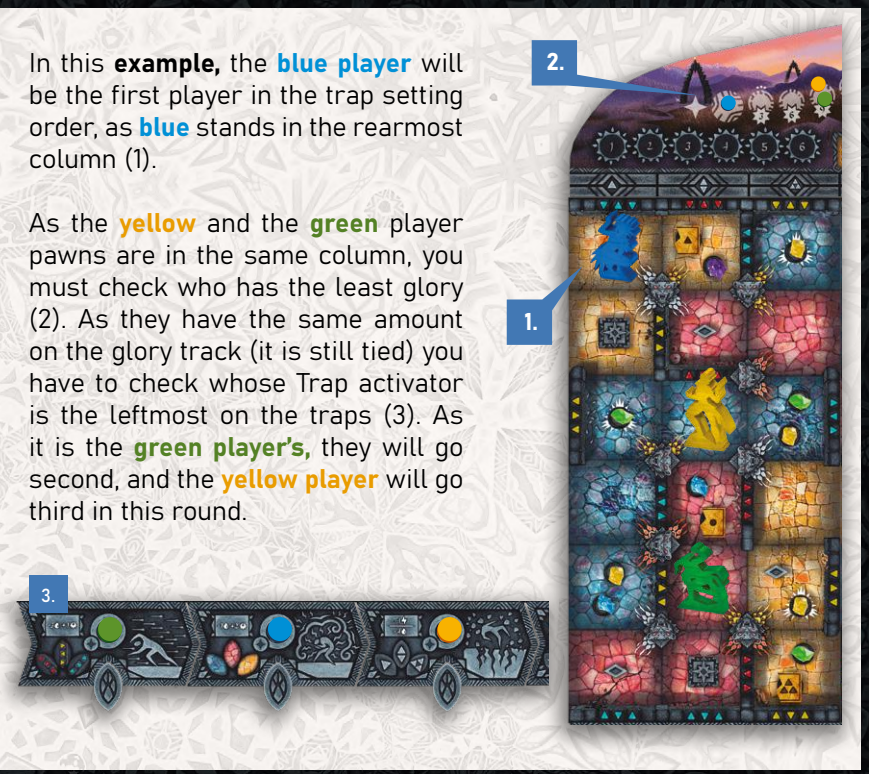 In this example, the blue player will
be the first player in the trap setting
order, as blue stands in the rearmost
column (1).
As the yellow and the green player
pawns are in the same column, you
must check who has the least glory
(2). As they have the same amount
on the glory track (it is still tied) you
have to check whose Trap activator
is the leftmost on the traps (3). As
it is the green player's, they will go
second, and the yellow player will go
third in this round.
2.
1 2 3 4 5 6
1.
3.